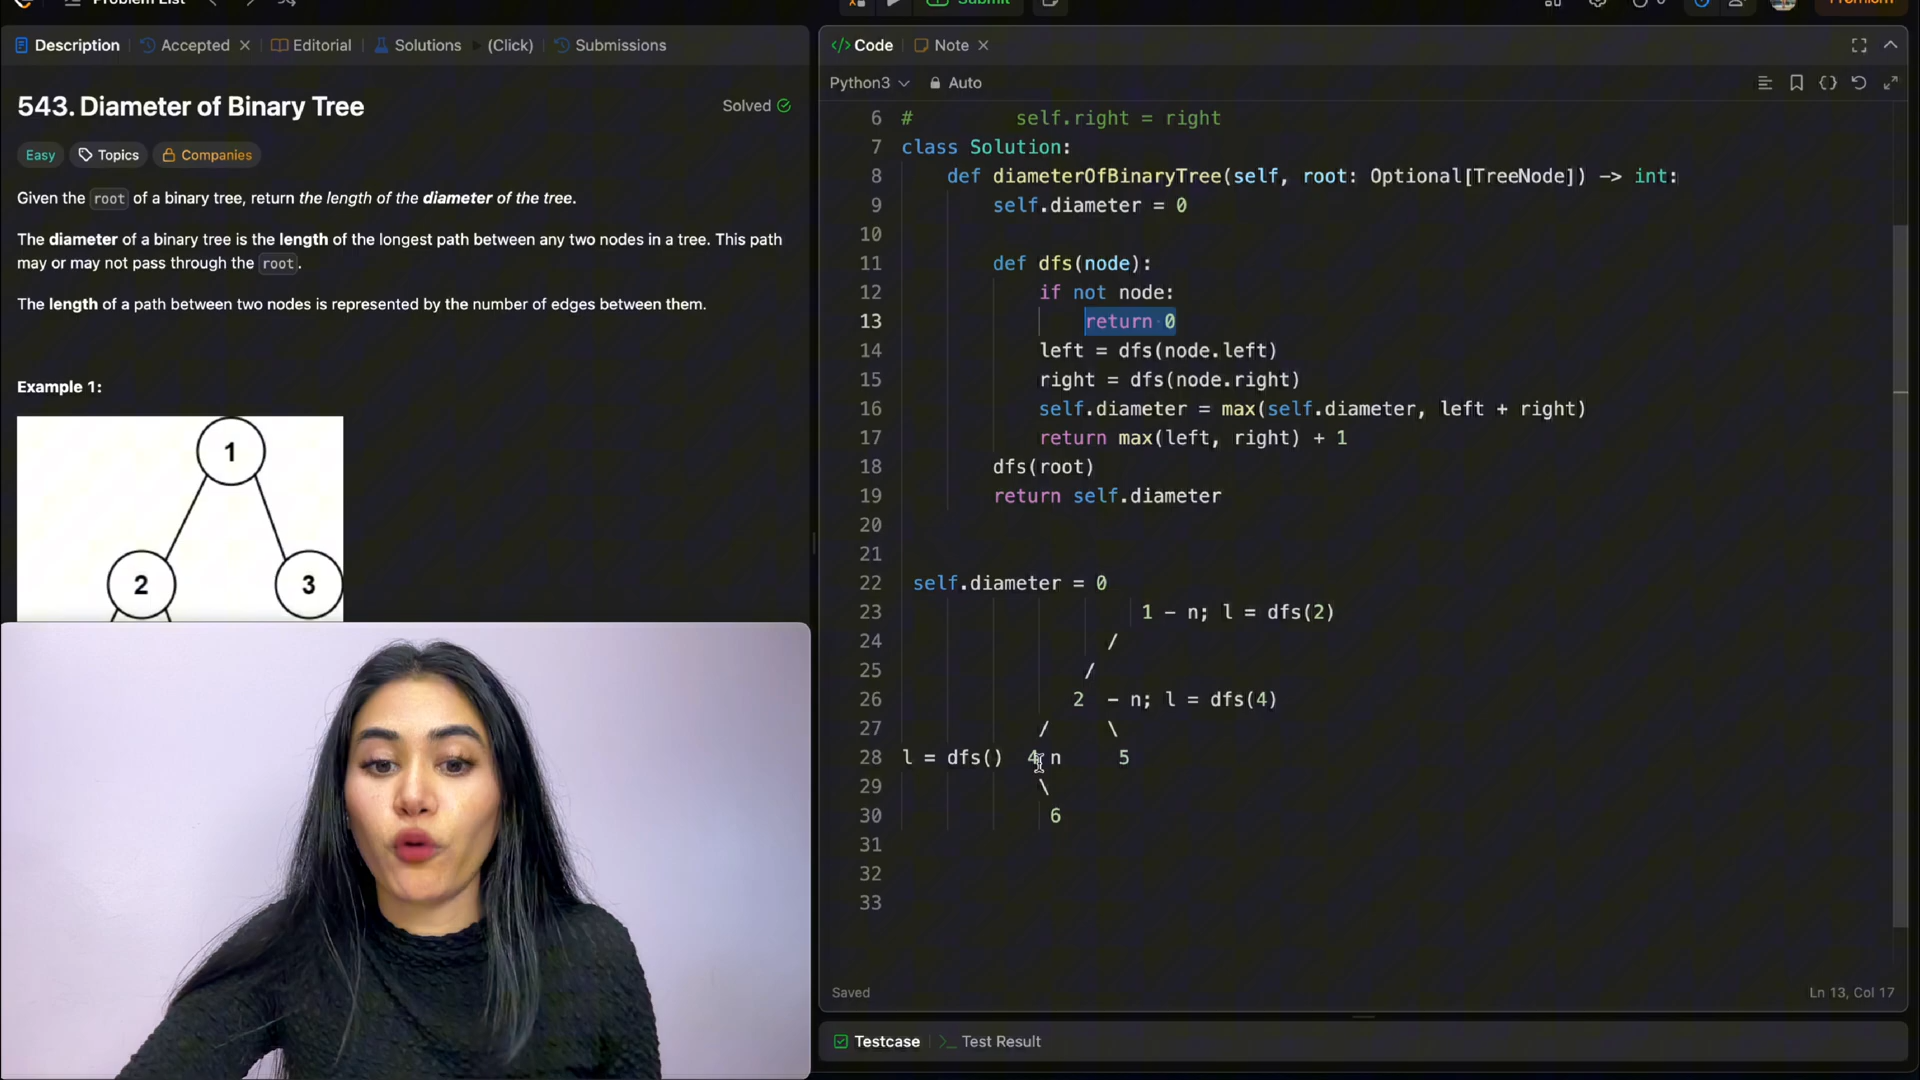 Problem List
Submit
Premium
Description
Accepted
Editorial
Solutions
(Click)
Submissions
543. Diameter of Binary Tree
Solved
Easy
Topics
Companies
Given the root of a binary tree, return the length of the diameter of the tree.
The diameter of a binary tree is the length of the longest path between any two nodes in a tree. This path
may or may not pass through the root.
The length of a path between two nodes is represented by the number of edges between them.
Example 1:
1
2
3
</> Code
Note
Python3
Auto
6 # self.right = right
7 class Solution:
8 def diameterOfBinaryTree(self, root: Optional[TreeNode]) -> int:
9 self.diameter = 0
10
11 def dfs(node):
12 if not node:
13 return 0
14 left = dfs(node.left)
15 right = dfs(node.right)
16 self.diameter = max(self.diameter, left + right)
17 return max(left, right) + 1
18 dfs(root)
19 return self.diameter
20
21
22 self.diameter = 0
23 1 - n; l = dfs(2)
24 /
25 /
26 2 - n; l = dfs(4)
27 / \
28 l = dfs() 4 n 5
29 \
30 6
31
32
33
Saved
Ln 13, Col 17
Testcase
>_ Test Result